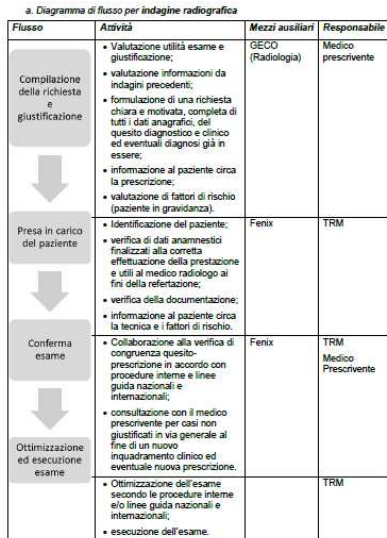 a. Diagramma di flusso per indagine radiografica
Flusso
Attività
Mezzi ausiliari
Responsabile
Compilazione
della richiesta
e
giustificazione
• Valutazione utilità esame e
giustificazione;
• valutazione informazioni da
indagini precedenti;
• formulazione di una richiesta
chiara e motivata, completa di
tutti i dati anagrafici, del
quesito diagnostico e clinico
ed eventuali diagnosi già in
essere;
• informazione al paziente circa
la prescrizione;
• valutazione di fattori di rischio
(paziente in gravidanza).
GECO
(Radiologia)
Medico
prescrivente
Presa in carico
del paziente
• Identificazione del paziente;
• verifica di dati anamnestici
finalizzati alla corretta
effettuazione della prestazione
e utili al medico radiologo ai
fini della refertazione;
• verifica della documentazione;
• informazione al paziente circa
la tecnica e i fattori di rischio.
Fenix
TRM
Conferma
esame
• Collaborazione alla verifica di
congruenza quesito-
prescrizione in accordo con
procedure interne e linee
guida nazionali e
internazionali;
• consultazione con il medico
prescrivente per casi non
giustificati in via generale al
fine di un nuovo
inquadramento clinico ed
eventuale nuova prescrizione.
Fenix
TRM
Medico
Prescrivente
Ottimizzazione
ed esecuzione
esame
• Ottimizzazione dell'esame
secondo le procedure interne
e/o linee guida nazionali e
internazionali;
• esecuzione dell'esame.
TRM